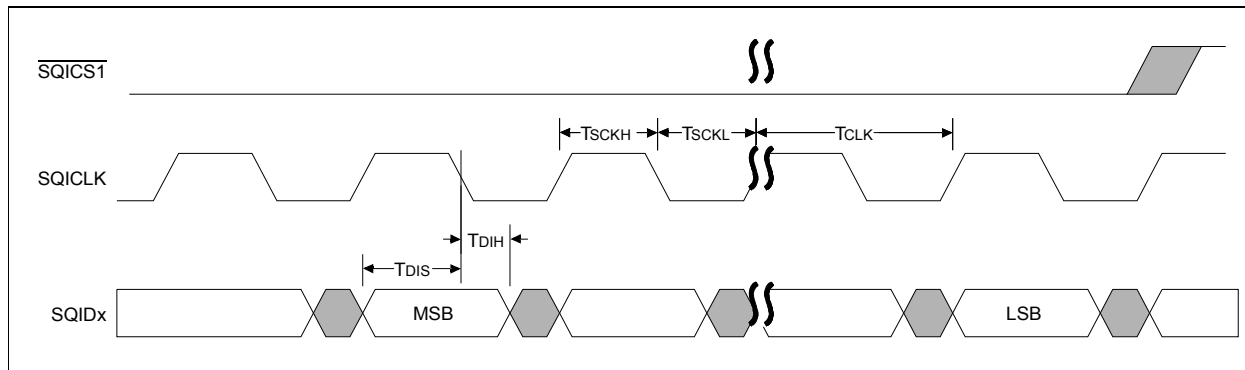 SQICS1
TSCKH TSCKL TCLK
SQICLK
TDIH
TDIS
SQIDx MSB LSB